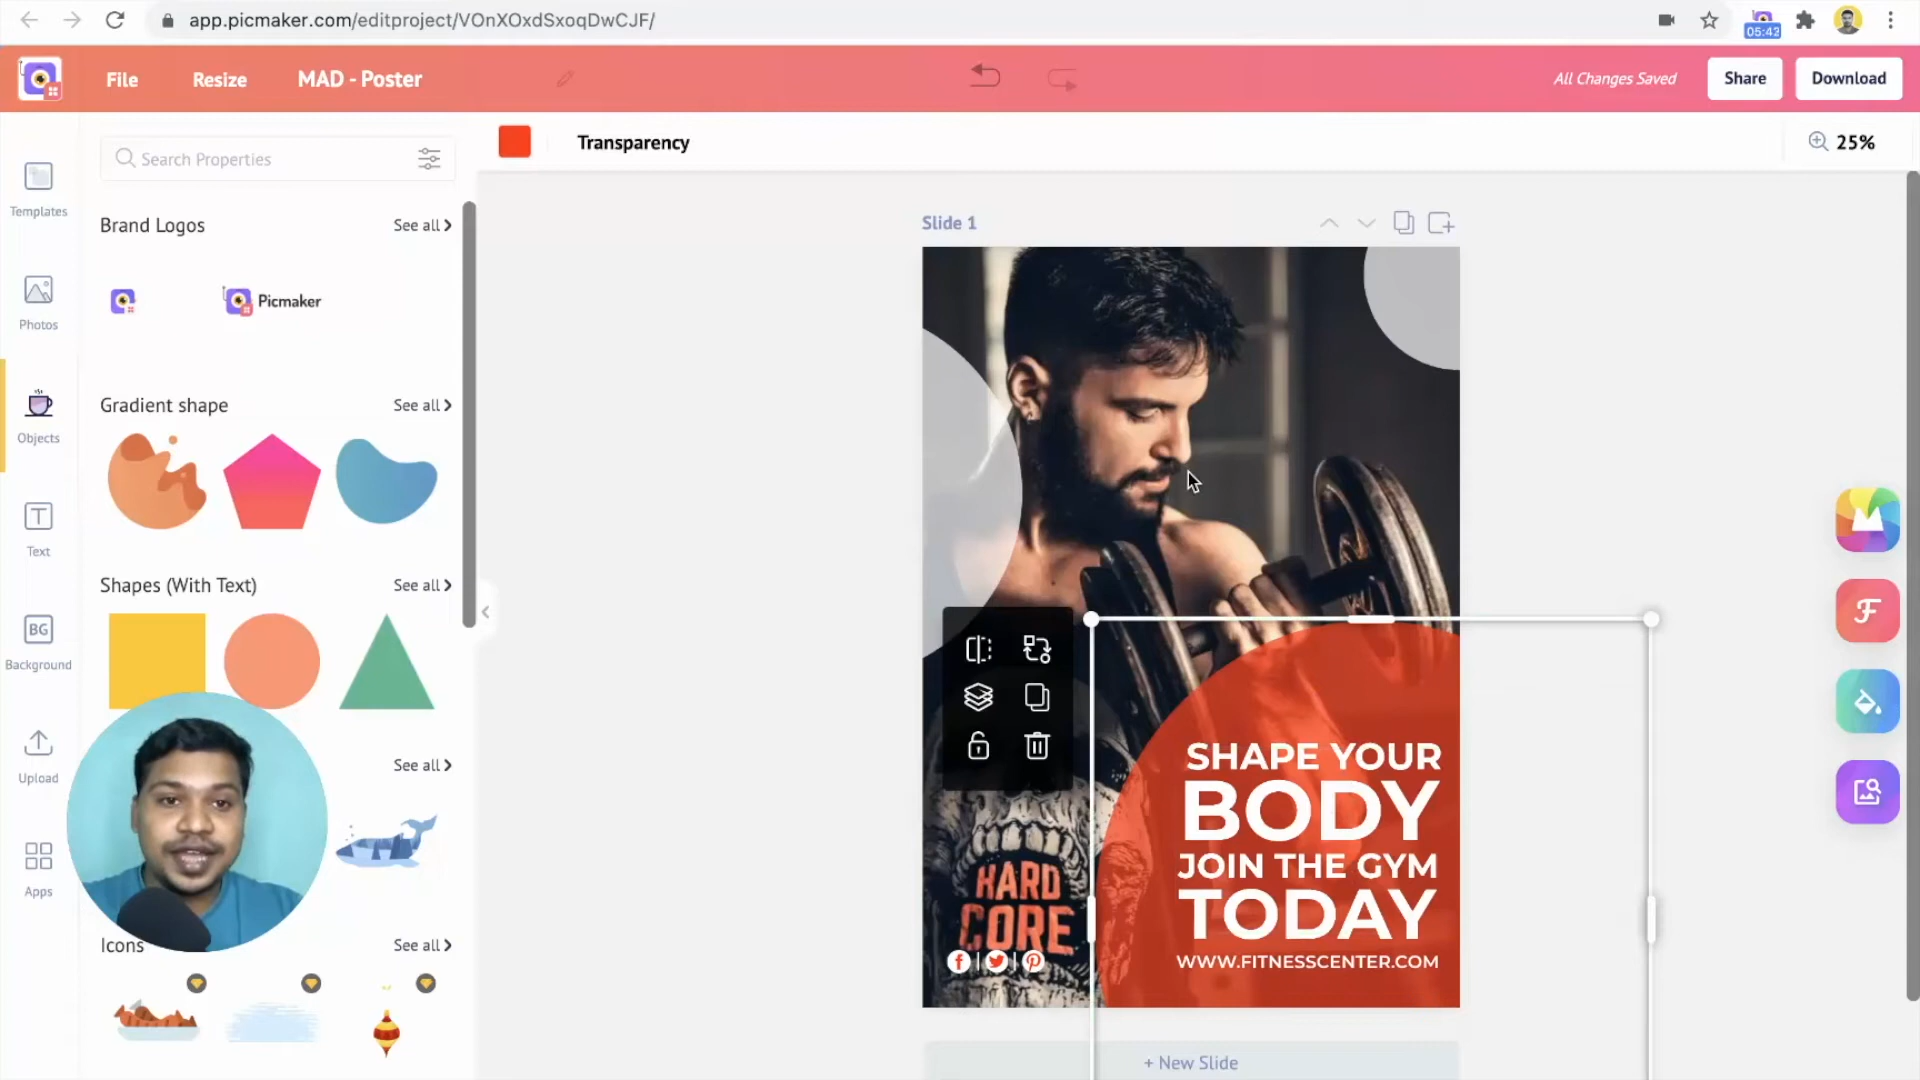 app.picmaker.com/editproject/VOnXOxdSxoqDwCJF/
05:43
File
Resize
MAD - Poster
All Changes Saved
Share
Download
Search Properties
Transparency
25%
Templates
Photos
Objects
Text
BG
Background
Upload
Apps
Brand Logos
See all
Picmaker
Gradient shape
See all
Shapes (With Text)
See all
See all
Icons
See all
Slide 1
HARD
CORE
SHAPE YOUR
BODY
JOIN THE GYM
TODAY
WWW.FITNESSCENTER.COM
+ New Slide